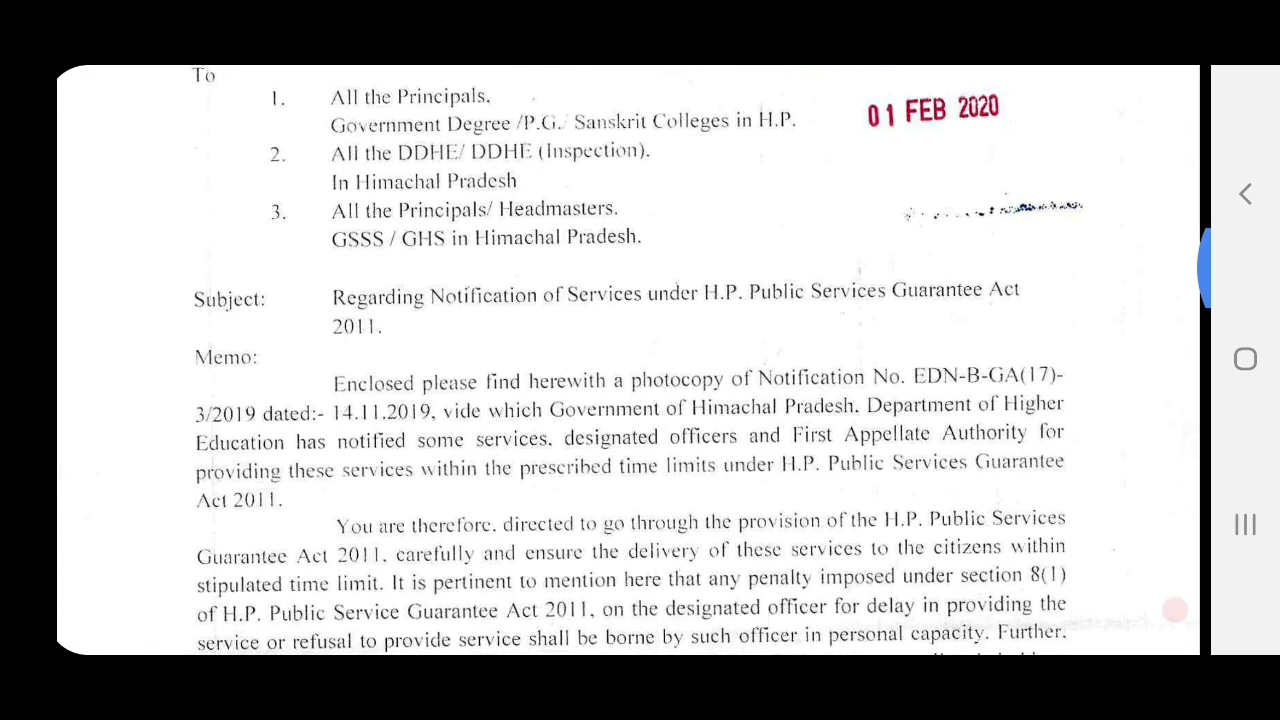 To
1. All the Principals,
01 FEB 2020
Government Degree /P.G./ Sanskrit Colleges in H.P.
2. All the DDHE/ DDHE (Inspection).
In Himachal Pradesh
3. All the Principals/ Headmasters.
GSSS / GHS in Himachal Pradesh.
Subject: Regarding Notification of Services under H.P. Public Services Guarantee Act
2011.
Memo:
Enclosed please find herewith a photocopy of Notification No. EDN-B-GA(17)-
3/2019 dated:- 14.11.2019, vide which Government of Himachal Pradesh. Department of Higher
Education has notified some services, designated officers and First Appellate Authority for
providing these services within the prescribed time limits under H.P. Public Services Guarantee
Act 2011.
You are therefore, directed to go through the provision of the H.P. Public Services
Guarantee Act 2011, carefully and ensure the delivery of these services to the citizens within
stipulated time limit. It is pertinent to mention here that any penalty imposed under section 8(1)
of H.P. Public Service Guarantee Act 2011, on the designated officer for delay in providing the
service or refusal to provide service shall be borne by such officer in personal capacity. Further,